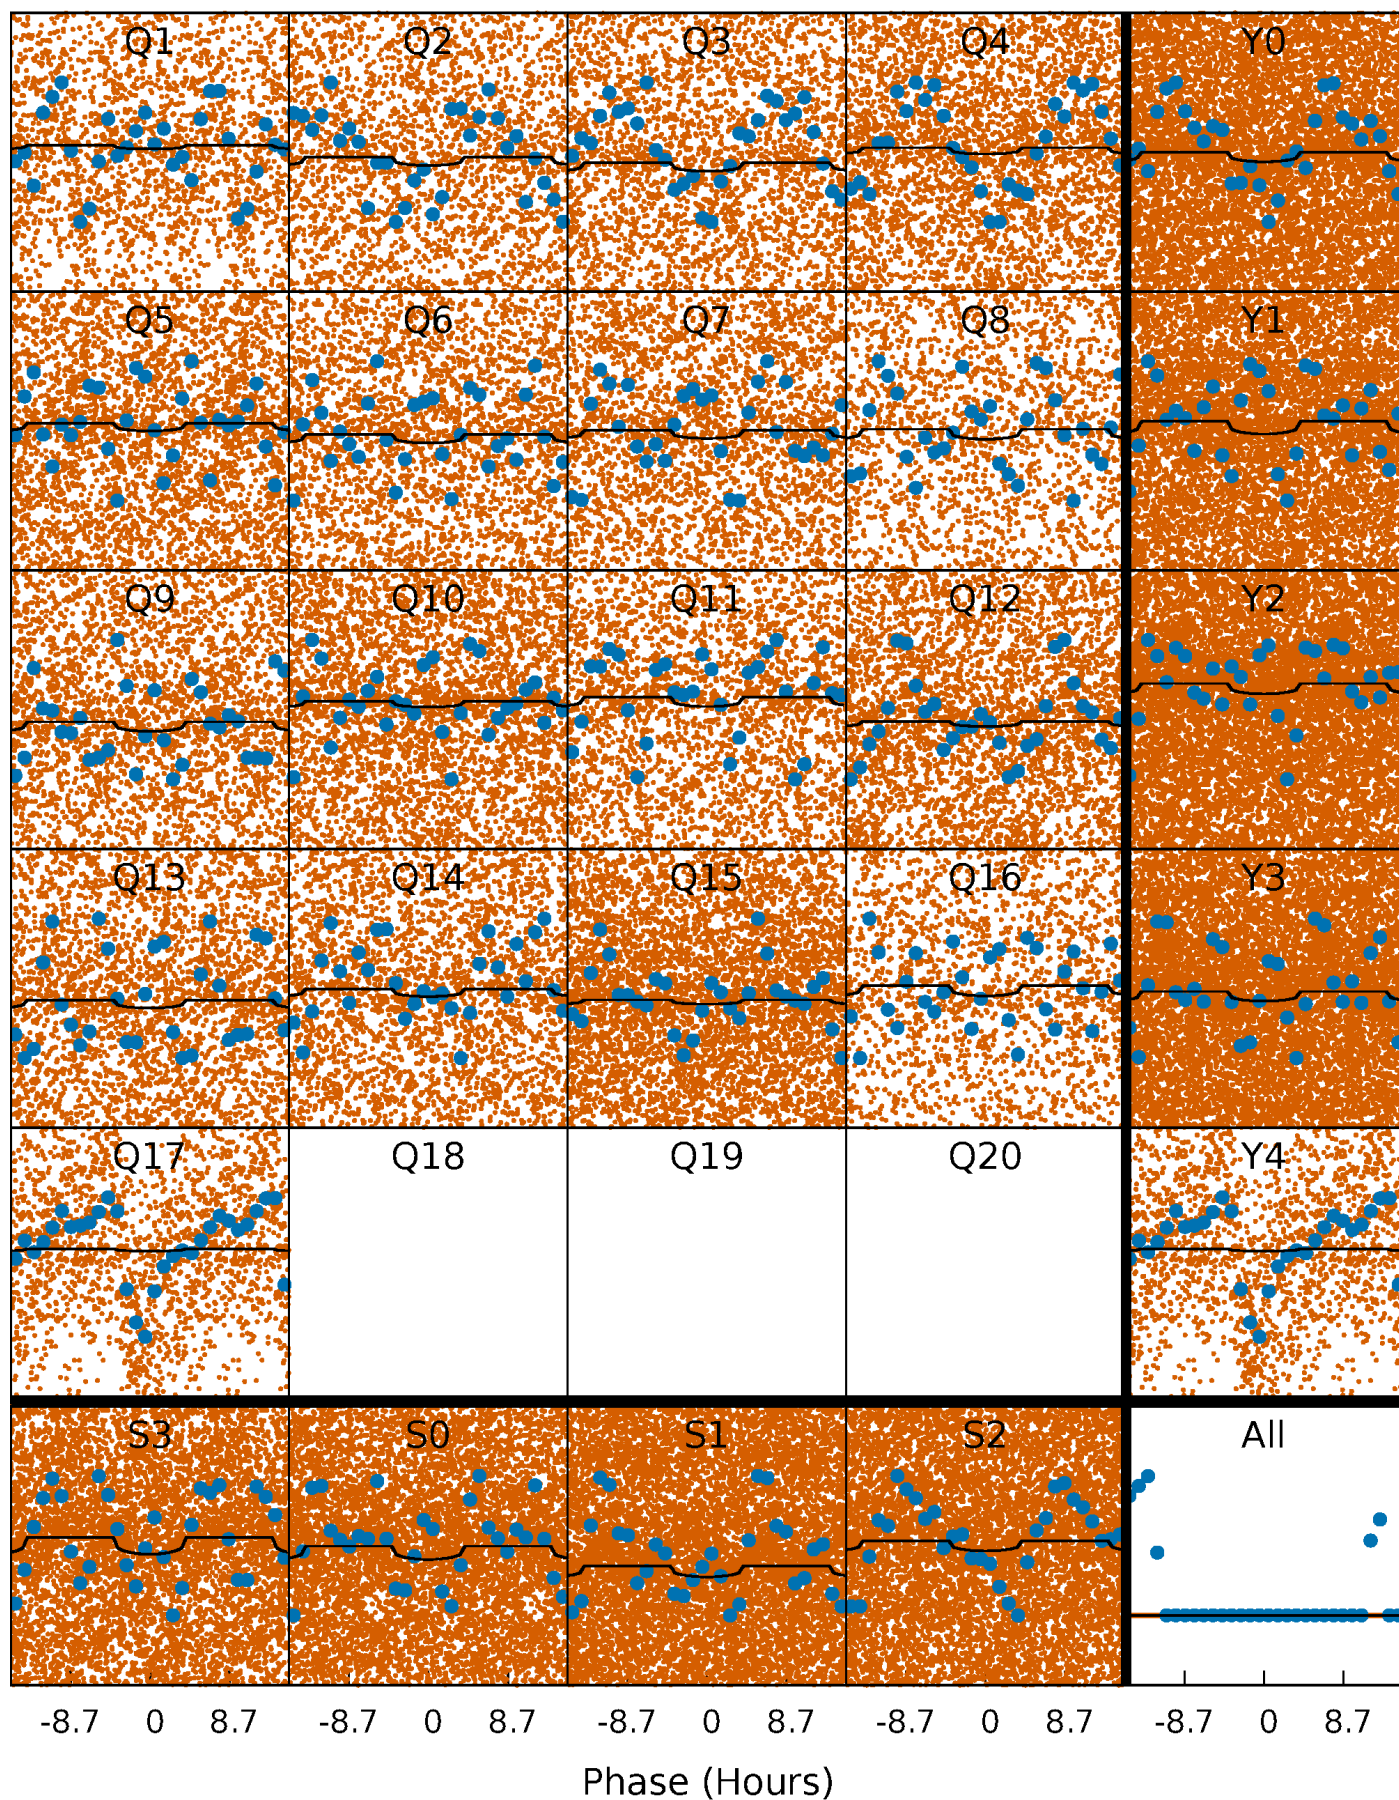 Q1 Q2 Q3 Q4 Y0
Q5 Q6 Q7 Q8 Y1
Q9 Q10 Q11 Q12 Y2
Q13 Q14 Q15 Q16 Y3
Q17 Q18 Q19 Q20 Y4
S3 S0 S1 S2 All
-8.7 0 8.7 -8.7 0 8.7 -8.7 0 8.7 -8.7 0 8.7 -8.7 0 8.7
Phase (Hours)